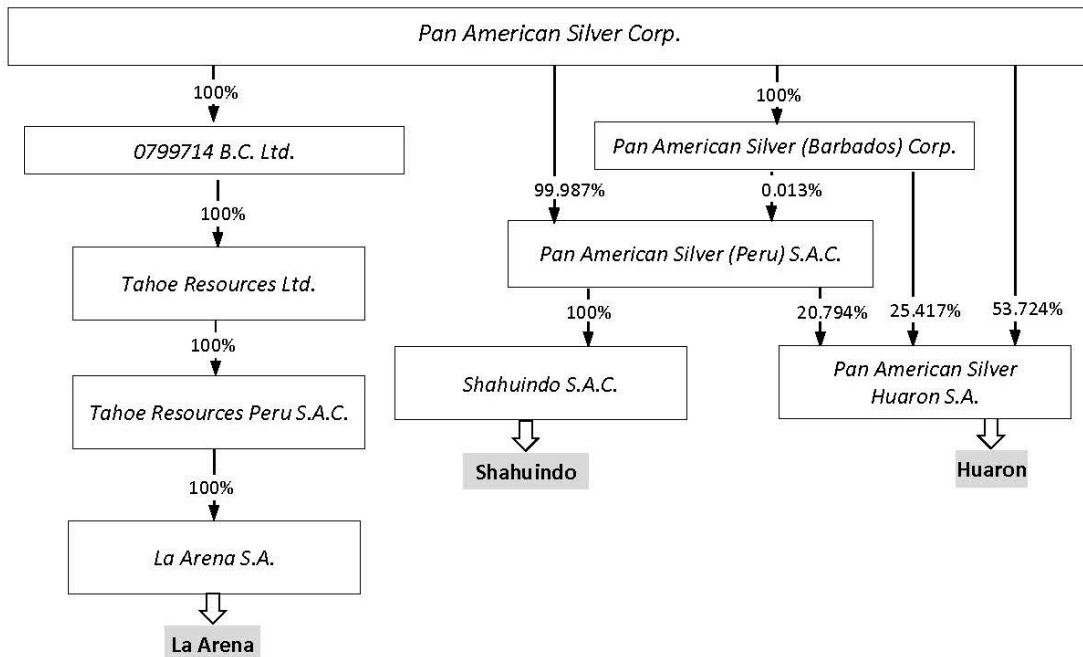 Pan American Silver Corp.
100%
100%
0799714 B.C. Ltd.
Pan American Silver (Barbados) Corp.
99.987%
0.013%
100%
Pan American Silver (Peru) S.A.C.
Tahoe Resources Ltd.
100%
20.794%
25.417%
53.724%
100%
Shahuindo S.A.C.
Pan American Silver
Huaron S.A.
Tahoe Resources Peru S.A.C.
Shahuindo
Huaron
100%
La Arena S.A.
La Arena